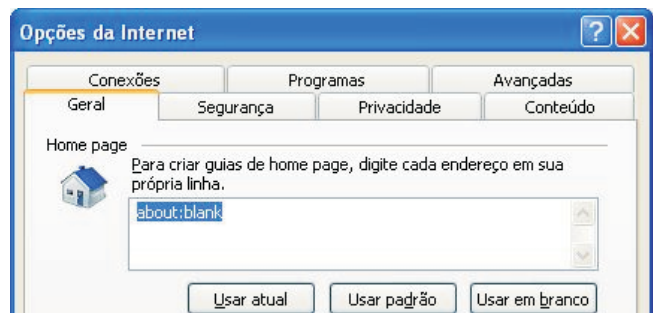 Opções da Internet
Conexões Programas Avançadas
Geral Segurança Privacidade Conteúdo
Home page
Para criar guias de home page, digite cada endereço em sua
própria linha.
about:blank
Usar atual Usar padrão Usar em branco